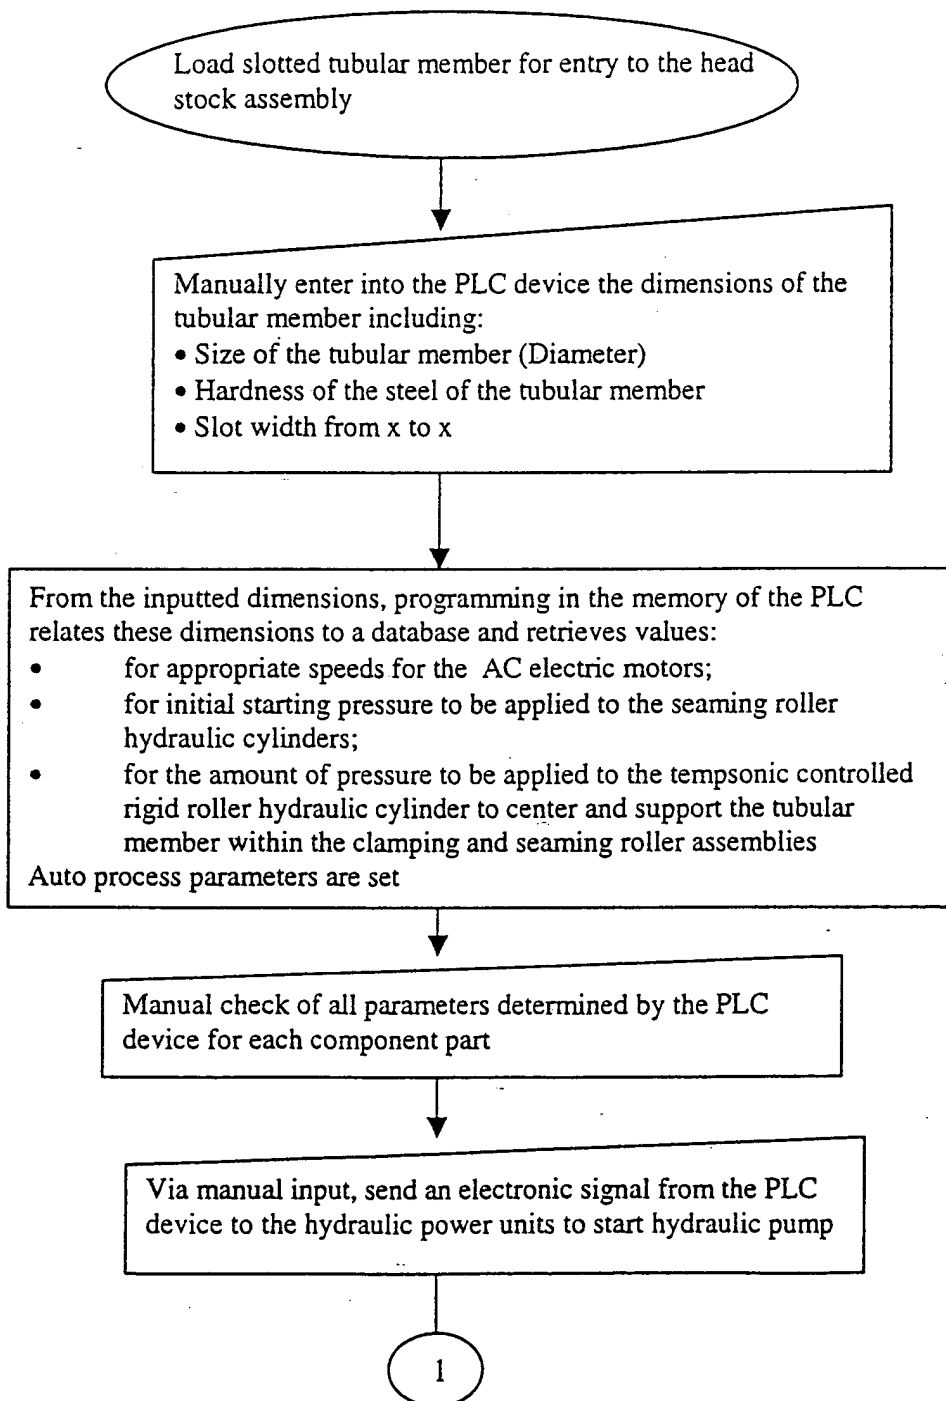 Load slotted tubular member for entry to the head
stock assembly
Manually enter into the PLC device the dimensions of the
tubular member including:
• Size of the tubular member (Diameter)
• Hardness of the steel of the tubular member
• Slot width from x to x
From the inputted dimensions, programming in the memory of the PLC
relates these dimensions to a database and retrieves values:
• for appropriate speeds for the AC electric motors;
• for initial starting pressure to be applied to the seaming roller
hydraulic cylinders;
• for the amount of pressure to be applied to the tempsonic controlled
rigid roller hydraulic cylinder to center and support the tubular
member within the clamping and seaming roller assemblies
Auto process parameters are set
Manual check of all parameters determined by the PLC
device for each component part
Via manual input, send an electronic signal from the PLC
device to the hydraulic power units to start hydraulic pump
1